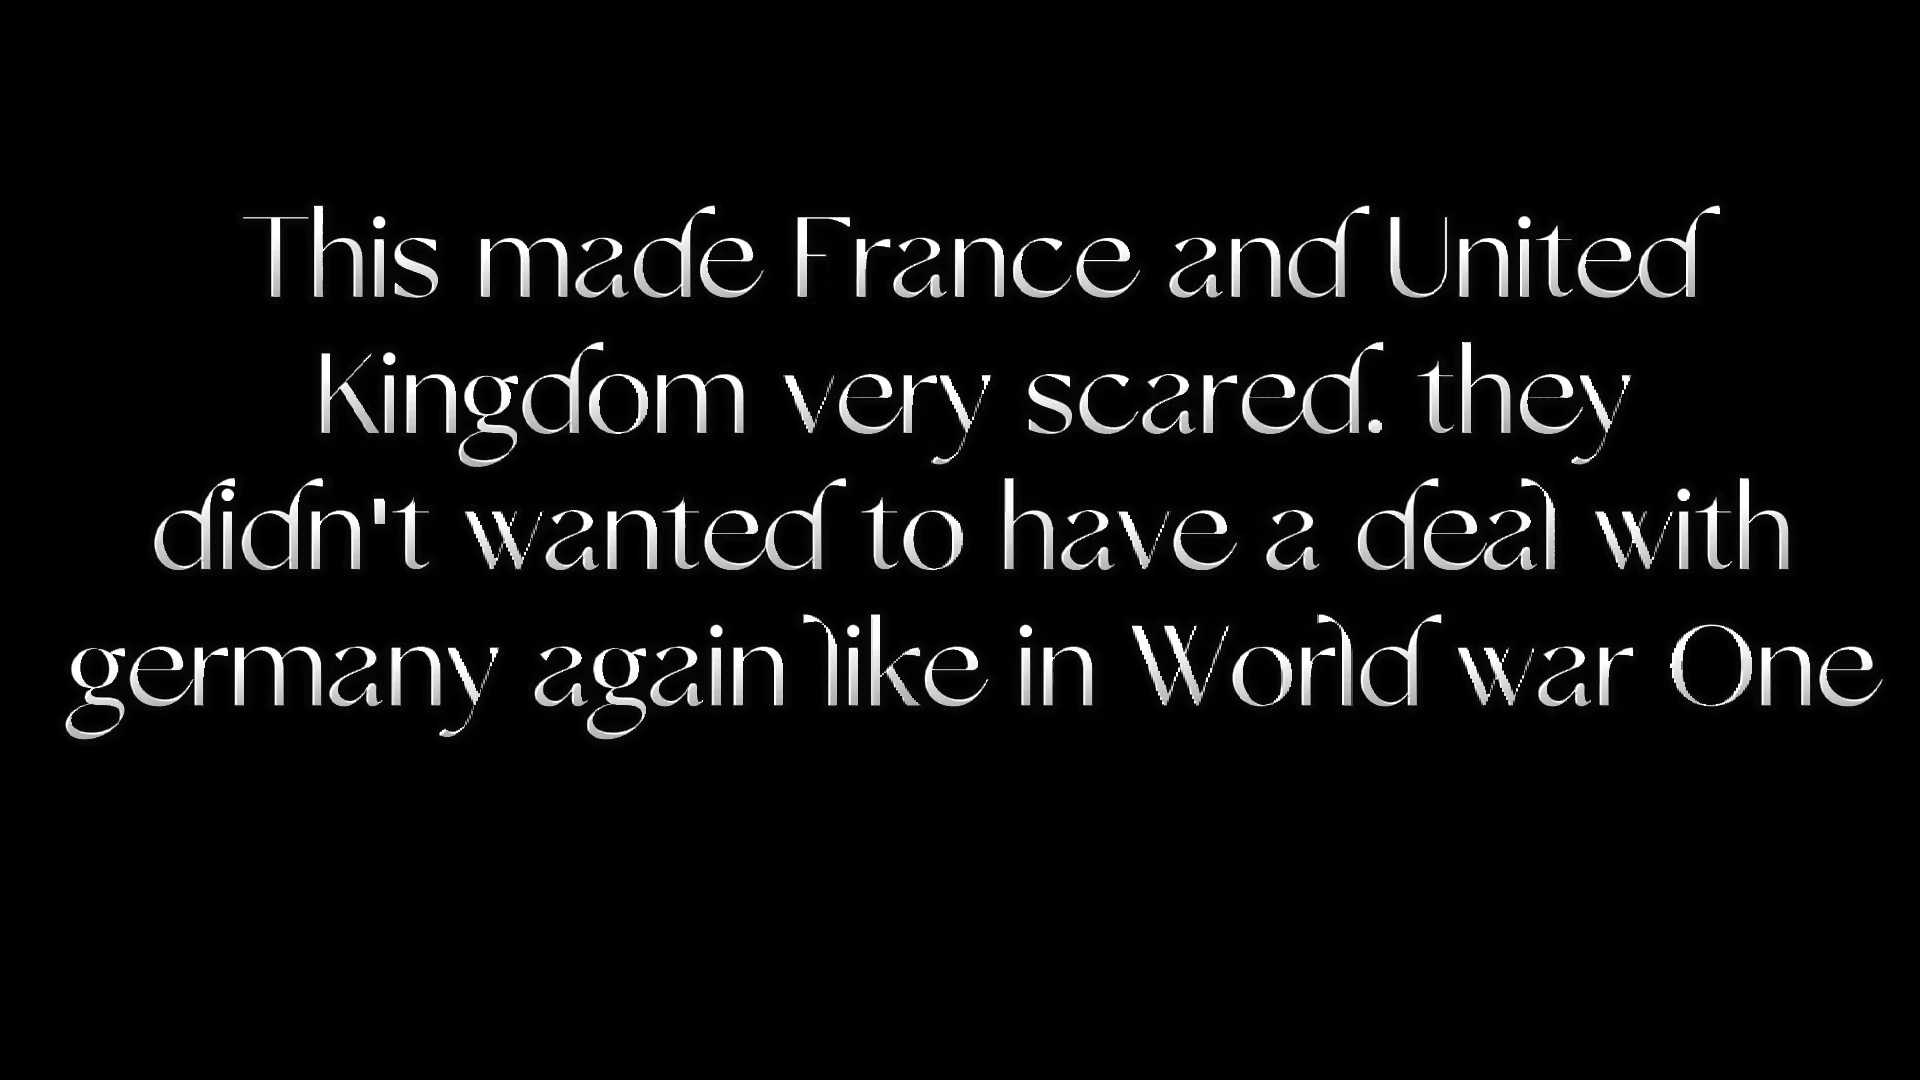 This made France and United
Kingdom very scared. they
didn't wanted to have a deal with
germany again like in World war One